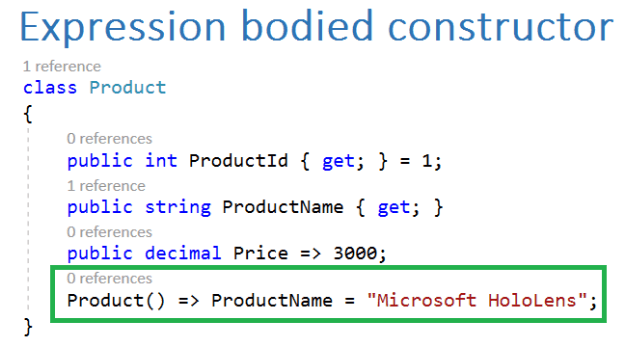 Expression bodied constructor
1 reference
class Product
{
0 references
public int ProductId { get; } = 1;
1 reference
public string ProductName { get; }
0 references
public decimal Price => 3000;
0 references
Product() => ProductName = "Microsoft HoloLens";
}